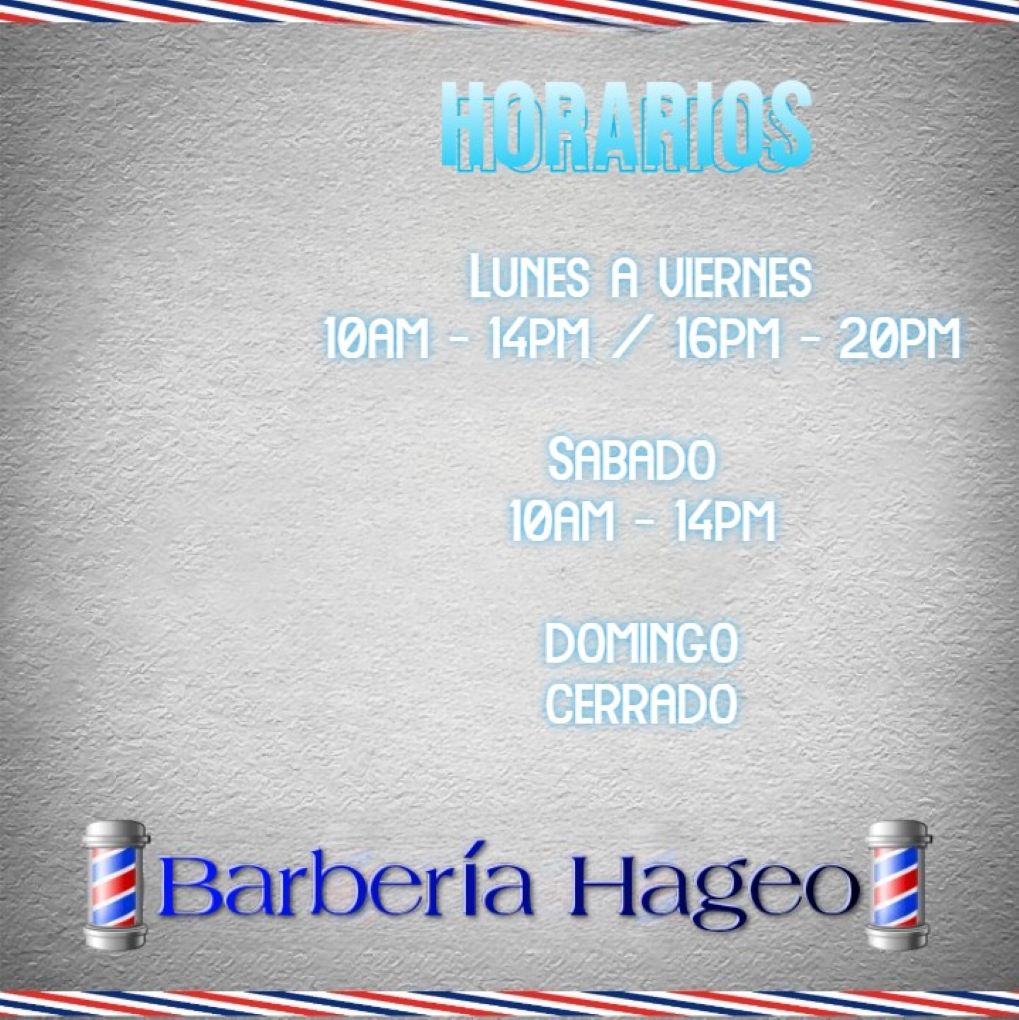 HORARIOS
LUNES A VIERNES
10AM - 14PM / 16PM - 20PM
SABADO
10AM - 14PM
DOMINGO
CERRADO
Barbería Hageo